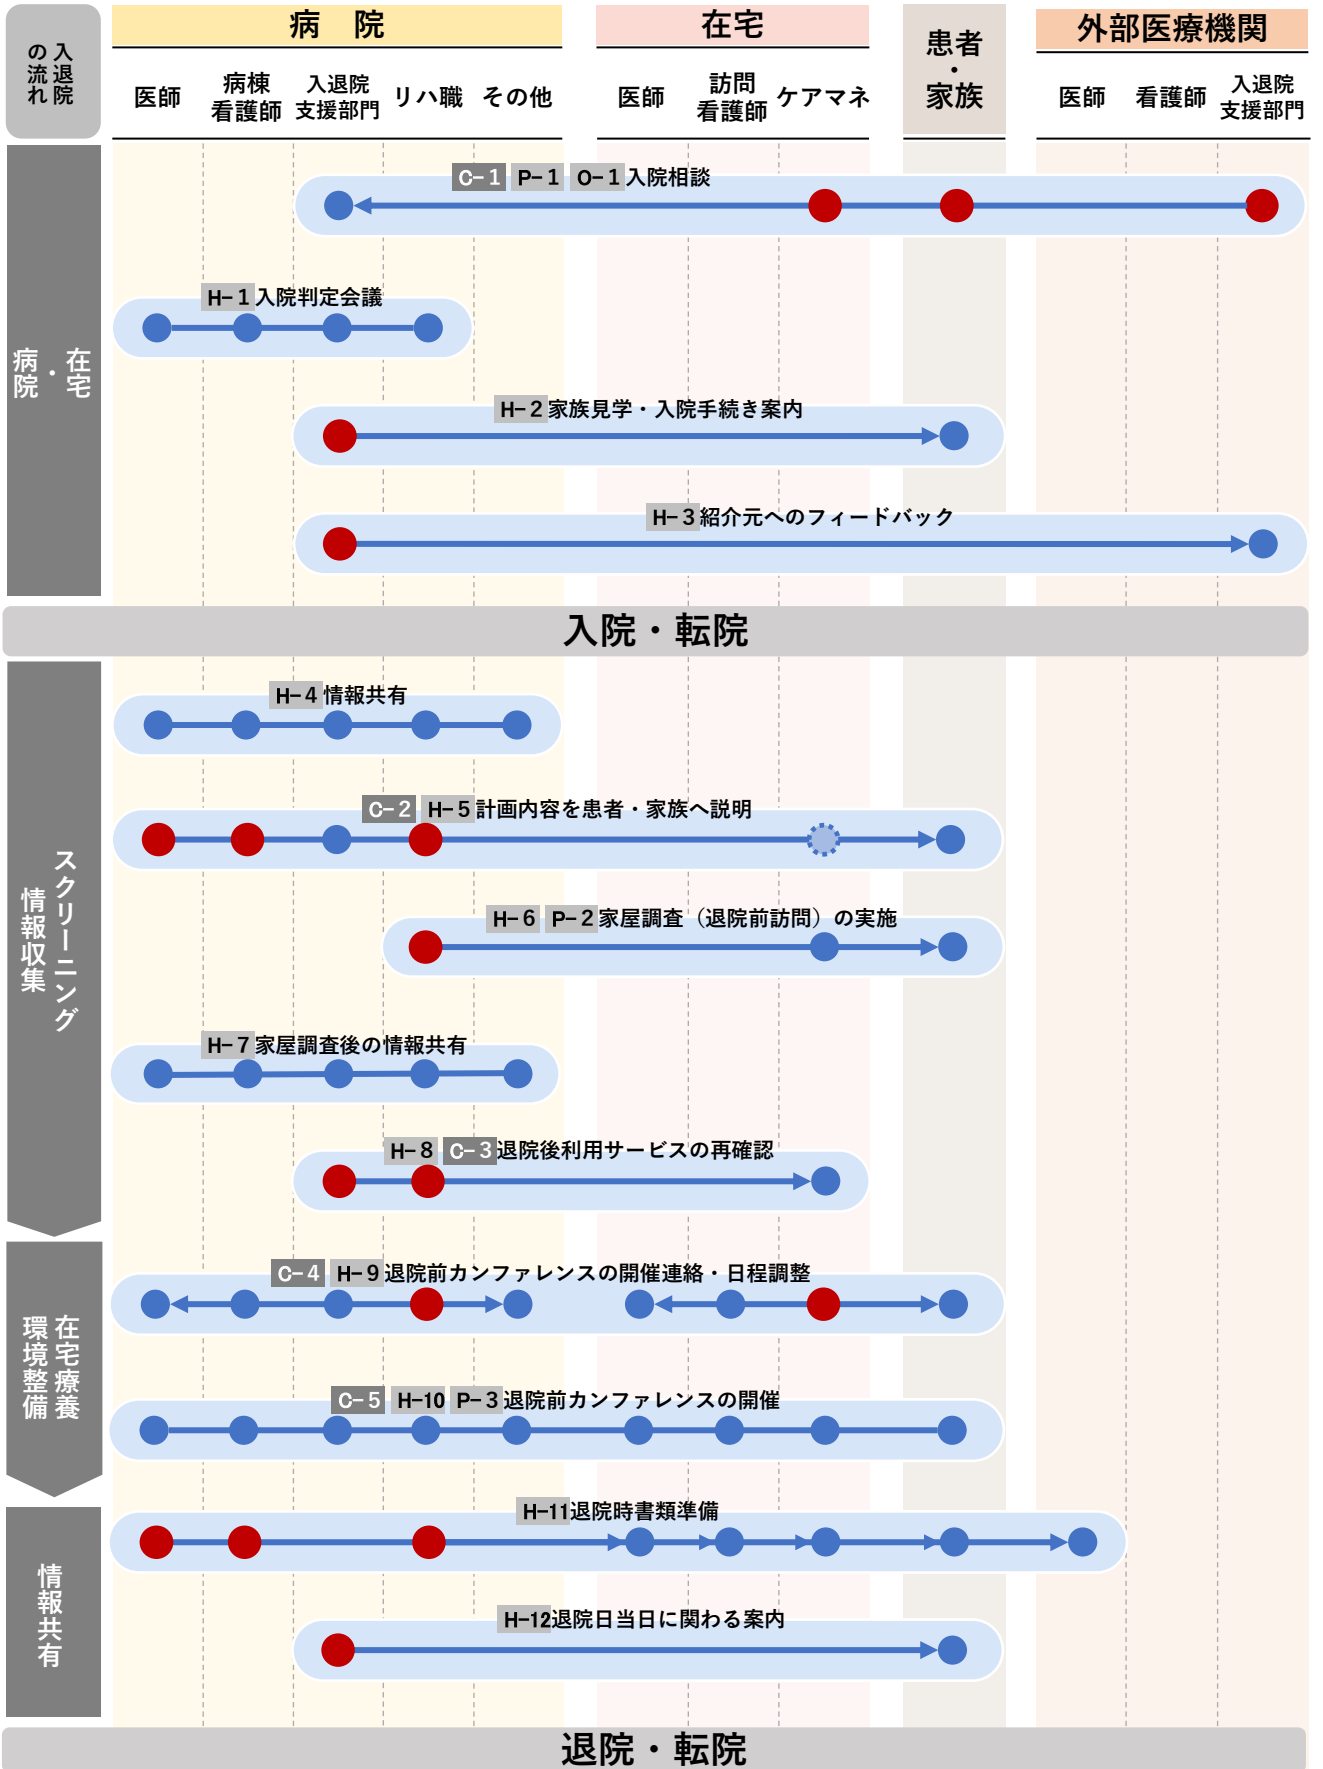 入退院
の流れ
病　院
在宅
患者
・
家族
外部医療機関
医師
病棟
看護師
入退院
支援部門
リハ職
その他
医師
訪問
看護師
ケアマネ
医師
看護師
入退院
支援部門
在宅
・
病院
C-1 P-1 O-1 入院相談
H-1 入院判定会議
H-2 家族見学・入院手続き案内
H-3 紹介元へのフィードバック
入院・転院
スクリーニング
情報収集
H-4 情報共有
C-2 H-5 計画内容を患者・家族へ説明
H-6 P-2 家屋調査（退院前訪問）の実施
H-7 家屋調査後の情報共有
H-8 C-3 退院後利用サービスの再確認
在宅療養
環境整備
C-4 H-9 退院前カンファレンスの開催連絡・日程調整
C-5 H-10 P-3 退院前カンファレンスの開催
情報共有
H-11 退院時書類準備
H-12 退院日当日に関わる案内
退院・転院